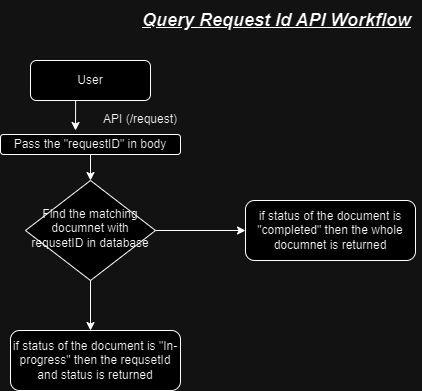 Query Request Id API Workflow
User
API (/request)
Pass the "requestID" in body
Find the matching
documnet with
requsetID in database
if status of the document is
"completed" then the whole
documnet is returned
if status of the document is "In-
progress" then the requsetId
and status is returned